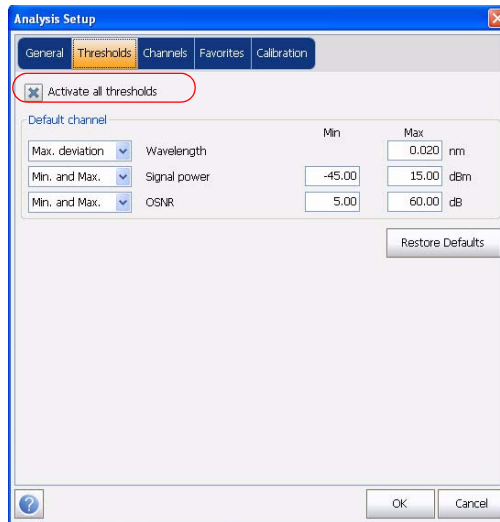 Analysis Setup
General Thresholds Channels Favorites Calibration
Activate all thresholds
Default channel
Min Max
Max. deviation Wavelength 0.020 nm
Min. and Max. Signal power -45.00 15.00 dBm
Min. and Max. OSNR 5.00 60.00 dB
Restore Defaults
?
OK Cancel